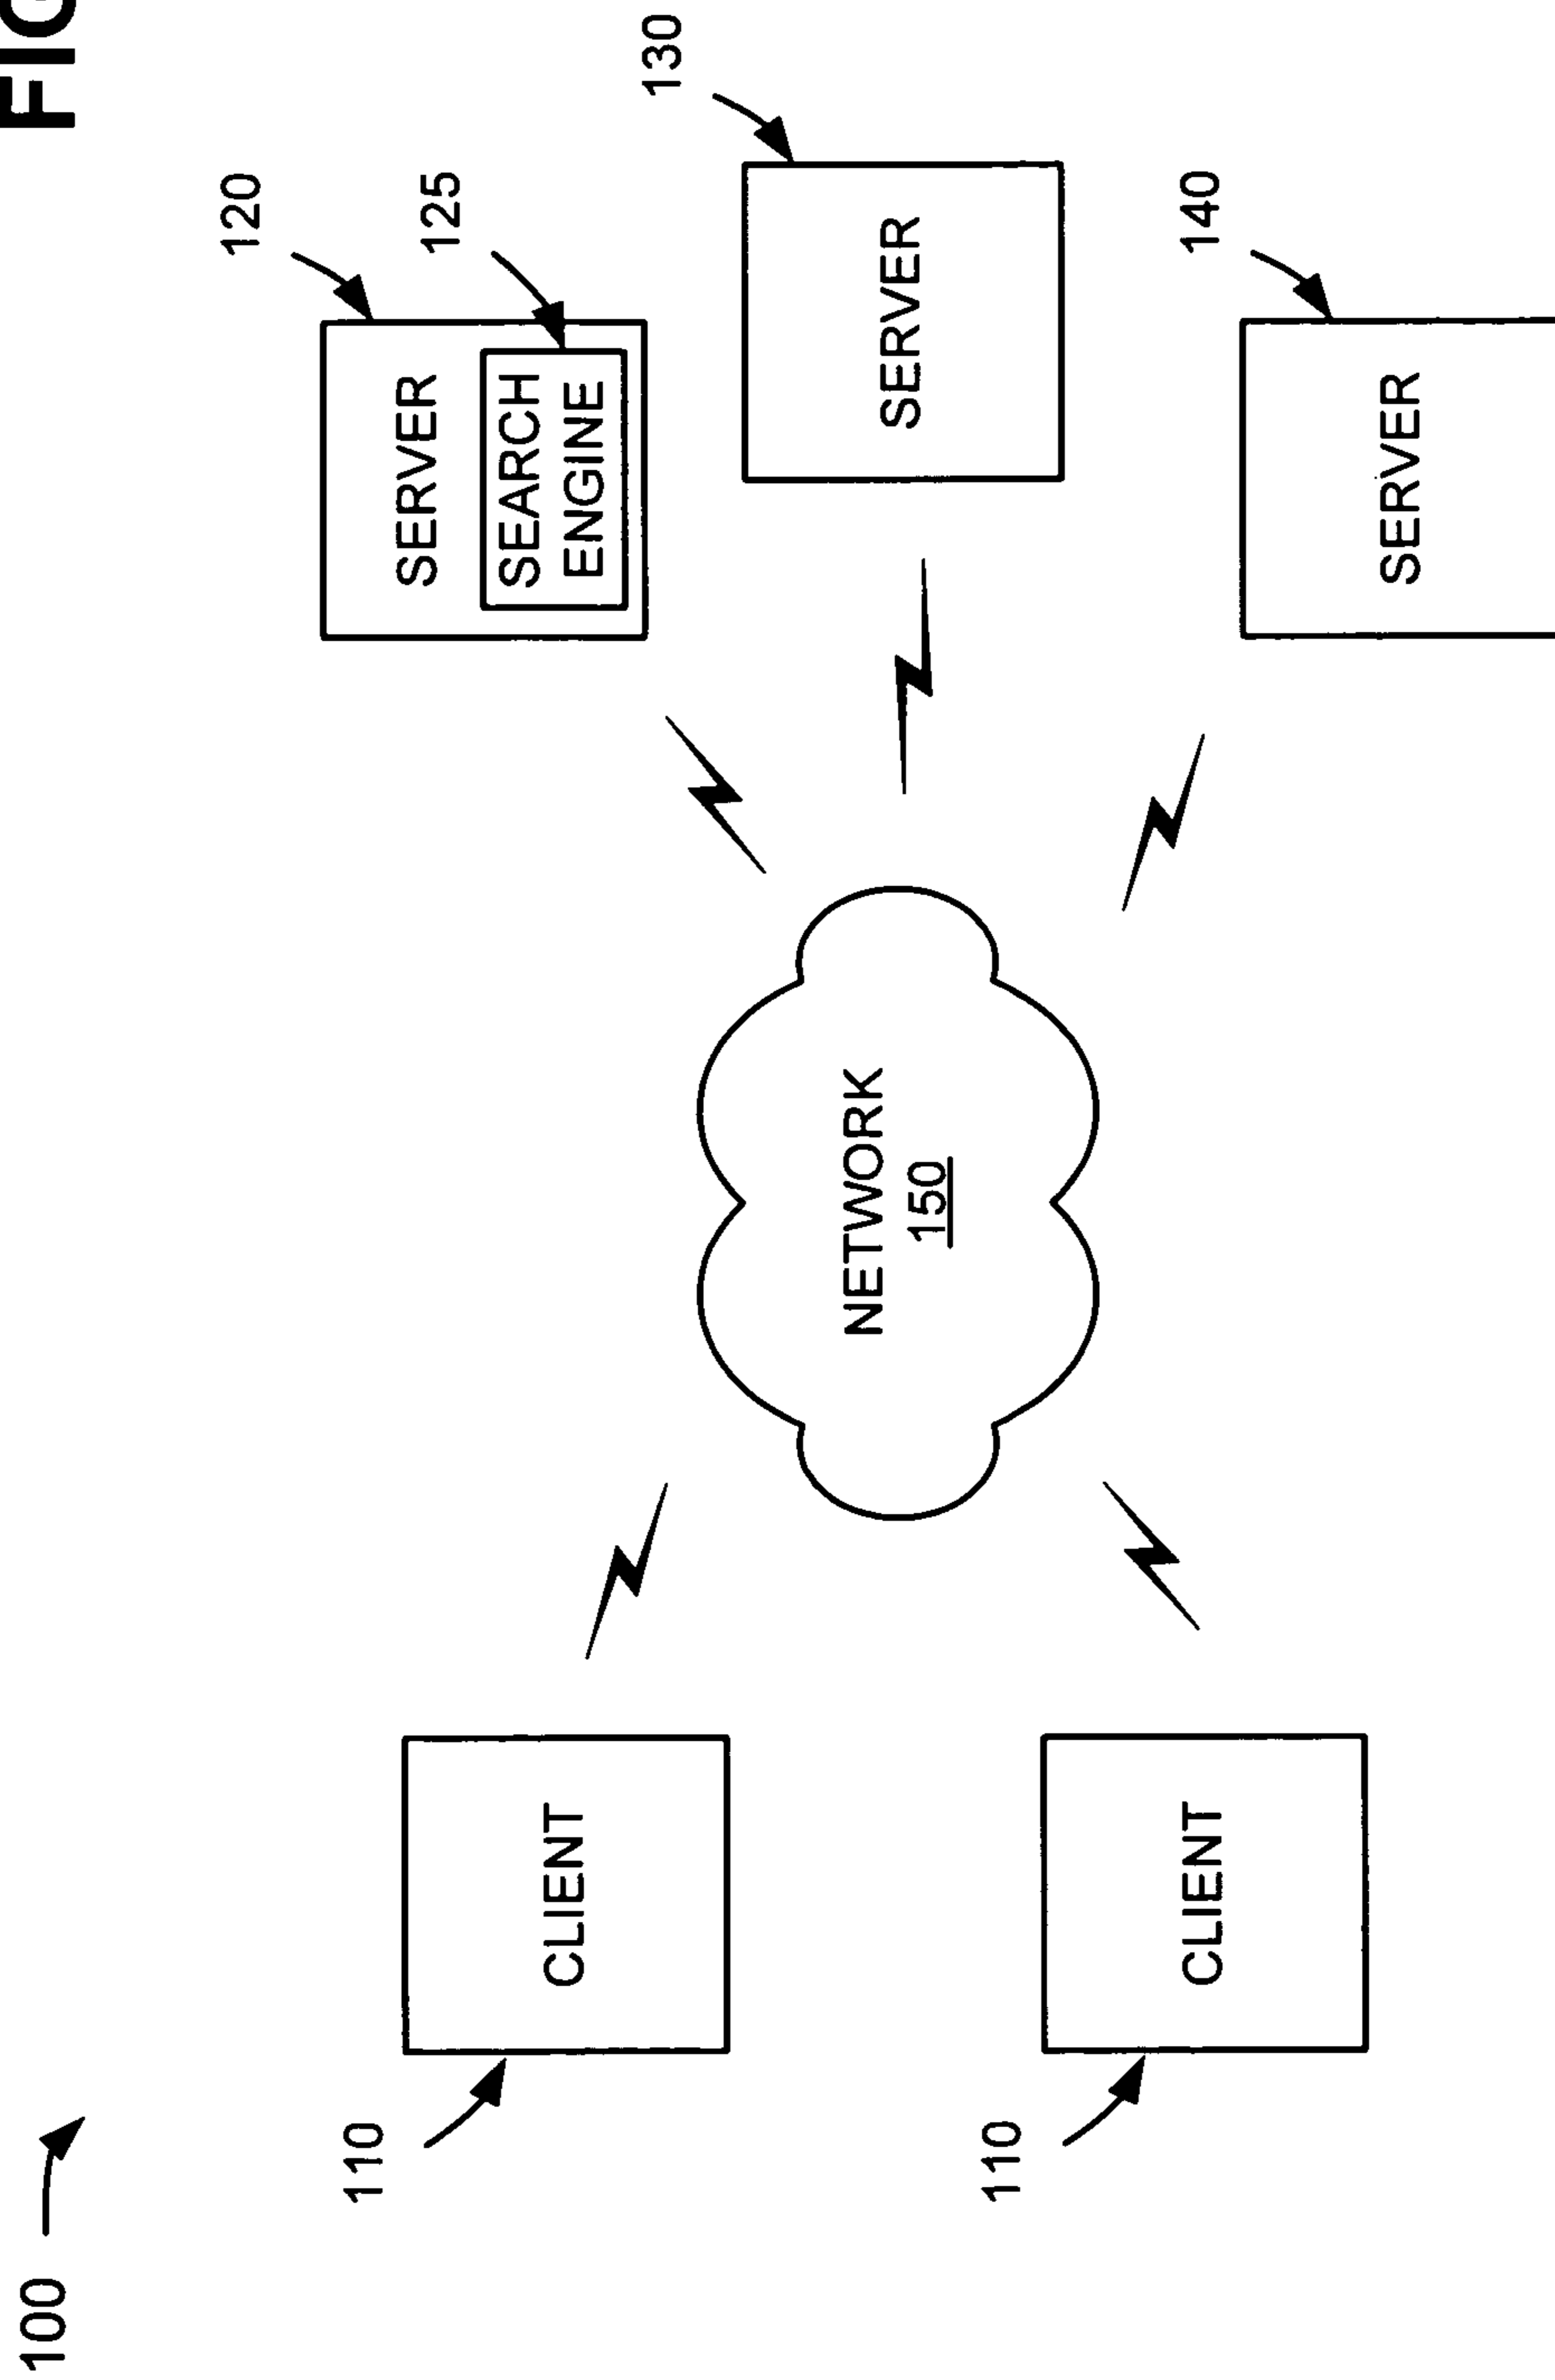 FIG
100
110
CLIENT
110
CLIENT
NETWORK
150
120
SERVER
125
SEARCH
ENGINE
130
SERVER
140
SERVER